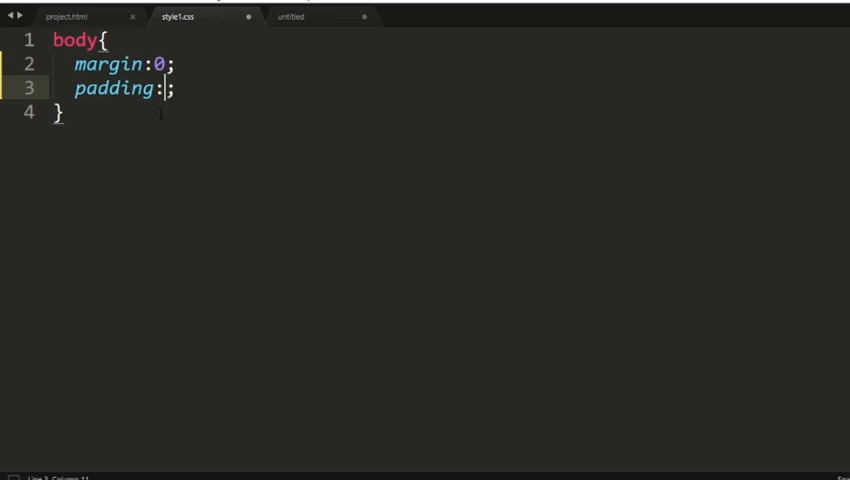 project.html
style1.css
untitled
1 body{
2 margin:0;
3 padding:;
4 }
Line 3, Column 11